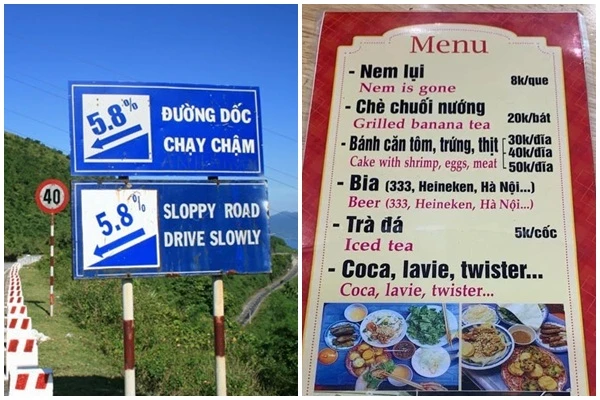 5.8%
ĐƯỜNG DỐC
CHẠY CHẬM
40
5.8%
SLOPPY ROAD
DRIVE SLOWLY
Menu
- Nem lụi 8k/que
Nem is gone
- Chè chuối nướng 20k/bát
Grilled banana tea
- Bánh căn tôm, trứng, thịt 30k/đĩa
40k/đĩa
50k/đĩa
Cake with shrimp, eggs, meat
- Bia (333, Heineken, Hà Nội...)
Beer (333, Heineken, Hà Nội...)
- Trà đá 5k/cốc
Iced tea
- Coca, lavie, twister...
Coca, lavie, twister...